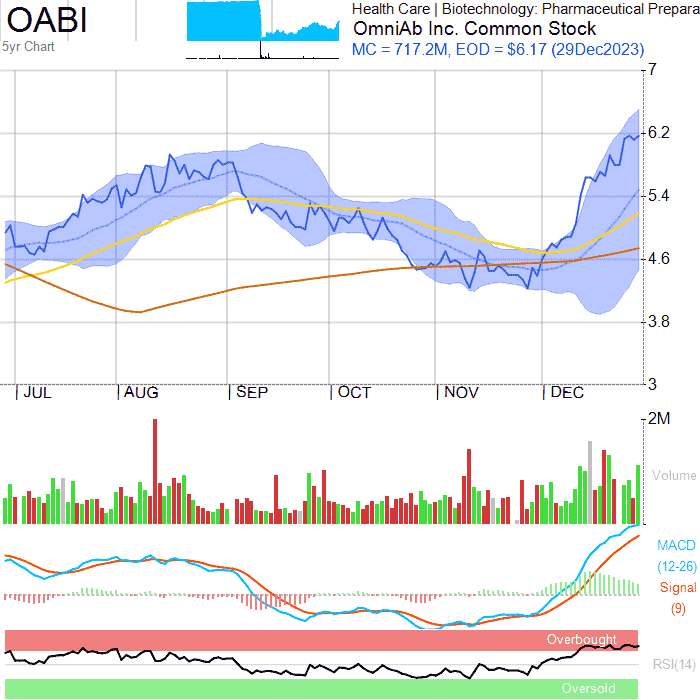 OABI
5yr Chart
Health Care | Biotechnology: Pharmaceutical Prepara
OmniAb Inc. Common Stock
MC = 717.2M, EOD = $6.17 (29Dec2023)
7
6.2
5.4
4.6
3.8
3
JUL AUG SEP OCT NOV DEC
2M
Volume
MACD
(12-26)
Signal
(9)
Overbought
RSI(14)
Oversold